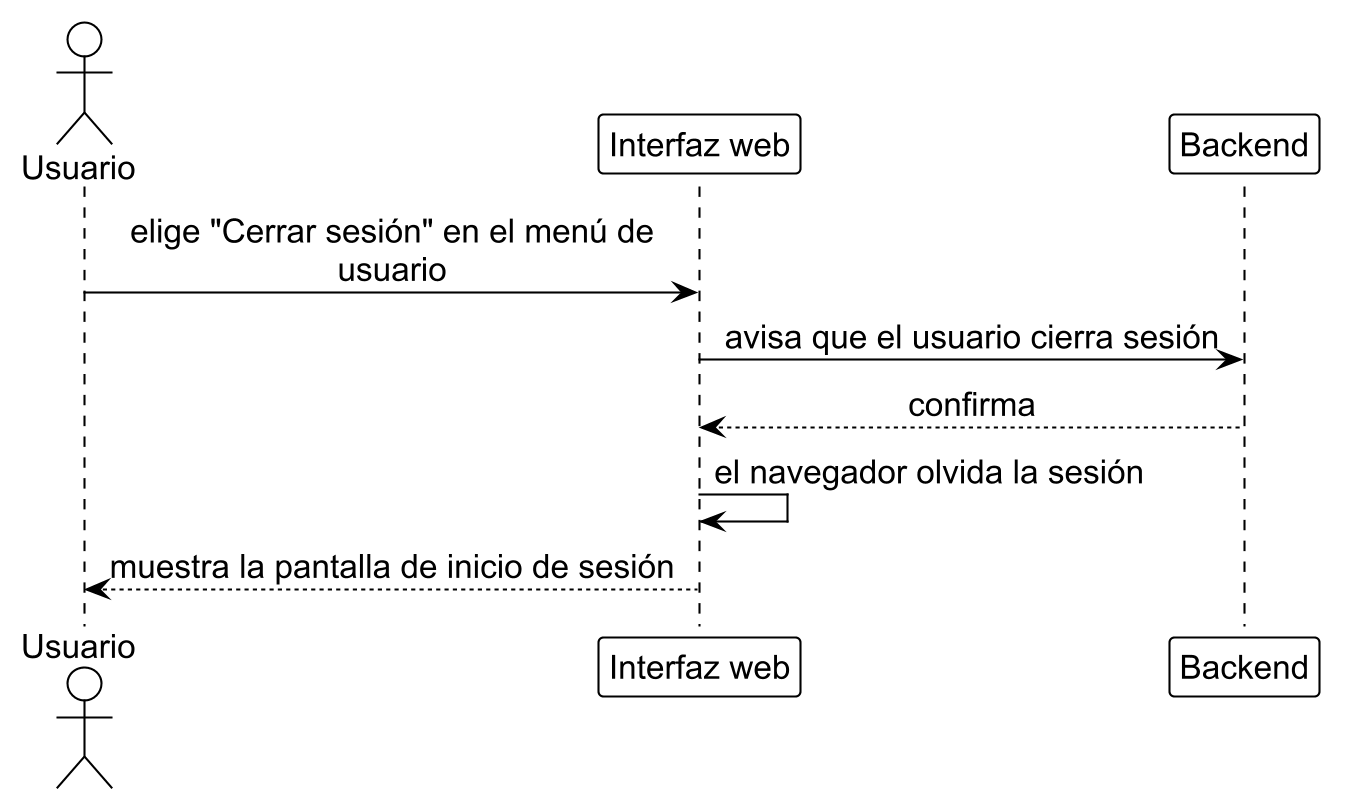 Usuario
Interfaz web
Backend
elige "Cerrar sesión" en el menú de
usuario
avisa que el usuario cierra sesión
confirma
el navegador olvida la sesión
muestra la pantalla de inicio de sesión
Usuario
Interfaz web
Backend